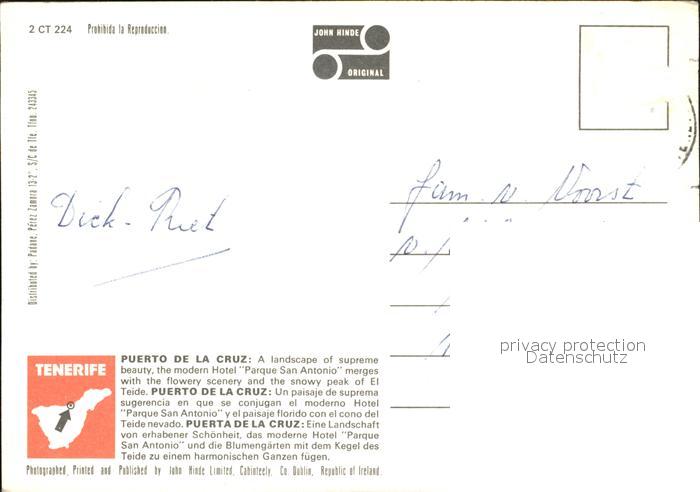 2 CT 224 Prohibida la Reproduccion.
JOHN HINDE
ORIGINAL
Distributed by: Padane. Pérez Zamora 13-2°. S/C de Tfe. Tfno. 243345
Dick - Riet
Fam. v. Voorst
privacy protection
Datenschutz
TENERIFE
PUERTO DE LA CRUZ: A landscape of supreme
beauty, the modern Hotel "Parque San Antonio" merges
with the flowery scenery and the snowy peak of El
Teide. PUERTO DE LA CRUZ: Un paisaje de suprema
sugerencia en que se conjugan el moderno Hotel
"Parque San Antonio" y el paisaje florido con el cono del
Teide nevado. PUERTA DE LA CRUZ: Eine Landschaft
von erhabener Schönheit, das moderne Hotel "Parque
San Antonio" und die Blumengärten mit dem Kegel des
Teide zu einem harmonischen Ganzen fügen.
Photographed, Printed and Published by John Hinde Limited, Cabinteely, Co. Dublin, Republic of Ireland